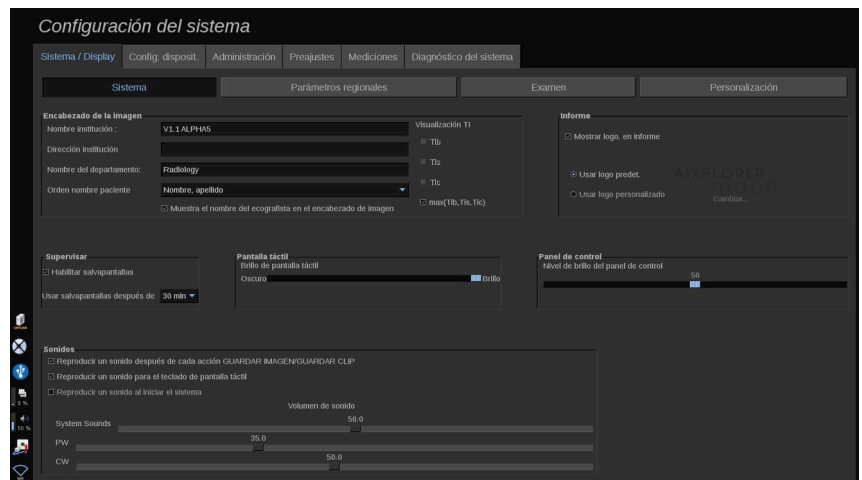 Configuración del sistema
Sistema / Display
Config. disposit.
Administración
Preajustes
Mediciones
Diagnóstico del sistema
Sistema
Parámetros regionales
Examen
Personalización
Encabezado de la imagen
Nombre Institución :
V1.1 ALPHA5
Dirección institución
Nombre del departamento:
Radiology
Orden nombre paciente
Nombre, apellido
Muestra el nombre del ecografista en el encabezado de imagen
Visualización TI
TIb
TIs
TIc
max(TIb,TIs,TIc)
Informe
Mostrar logo. en informe
Usar logo predet.
Usar logo personalizado
AIXPLORER
Cambiar...
Supervisar
Habilitar salvapantallas
Usar salvapantallas después de
30 min
Pantalla táctil
Brillo de pantalla táctil
Oscuro
Brillo
Panel de control
Nivel de brillo del panel de control
50
Sonidos
Reproducir un sonido después de cada acción GUARDAR IMAGEN/GUARDAR CLIP
Reproducir un sonido para el teclado de pantalla táctil
Reproducir un sonido al iniciar el sistema
Volumen de sonido
System Sounds
50.0
PW
35.0
CW
50.0
9 %
50 %